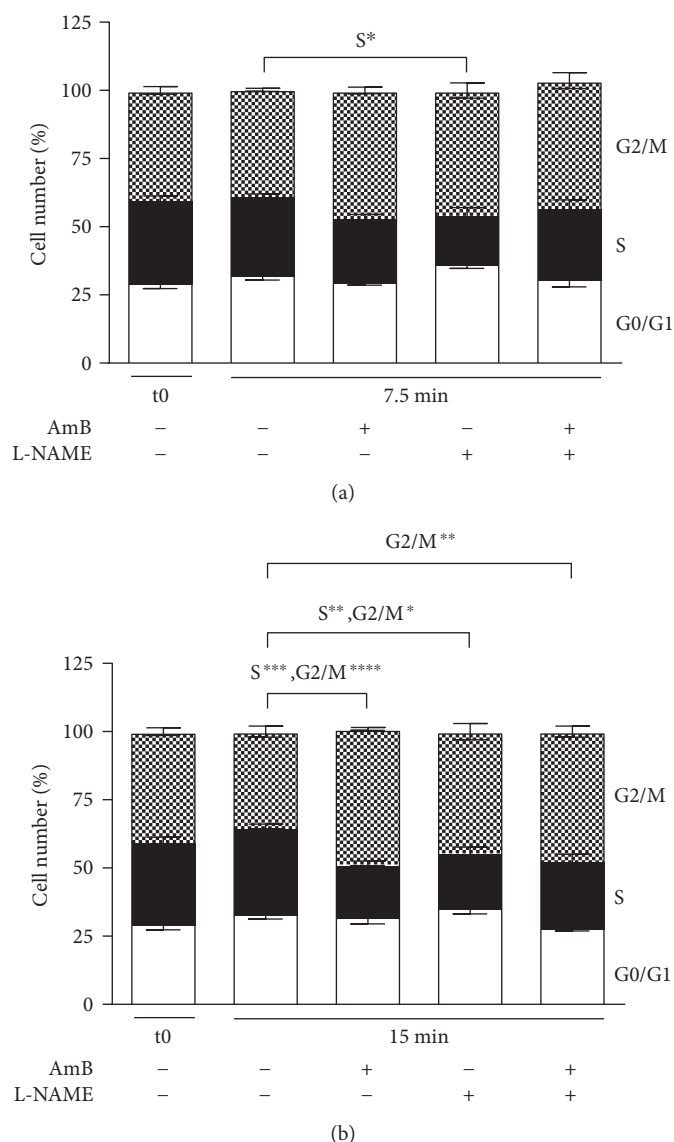 125
S*
100
G2/M
75
Cell number (%)
50
S
25
G0/G1
0
t0 7.5 min
AmB − − + − +
L-NAME − − − + +
(a)
G2/M**
S**,G2/M*
125
S***,G2/M****
100
G2/M
75
Cell number (%)
50
S
25
G0/G1
0
t0 15 min
AmB − − + − +
L-NAME − − − + +
(b)